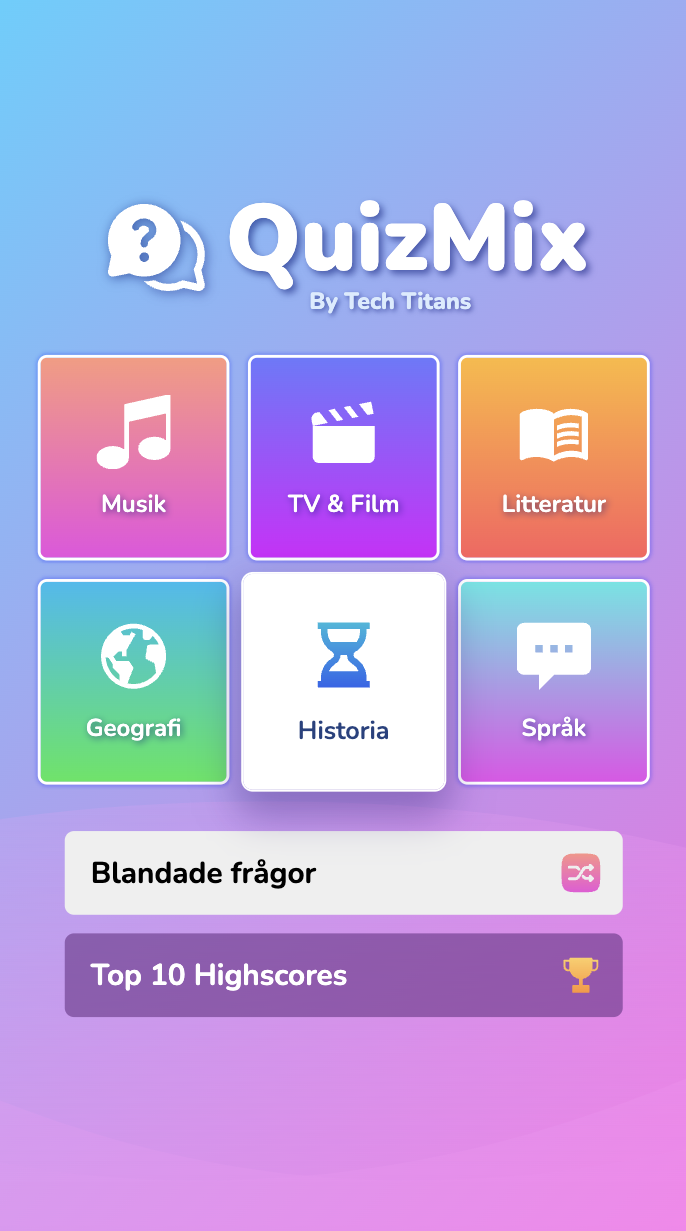 QuizMix
By Tech Titans
Musik
TV & Film
Litteratur
Geografi
Historia
Språk
Blandade frågor
Top 10 Highscores